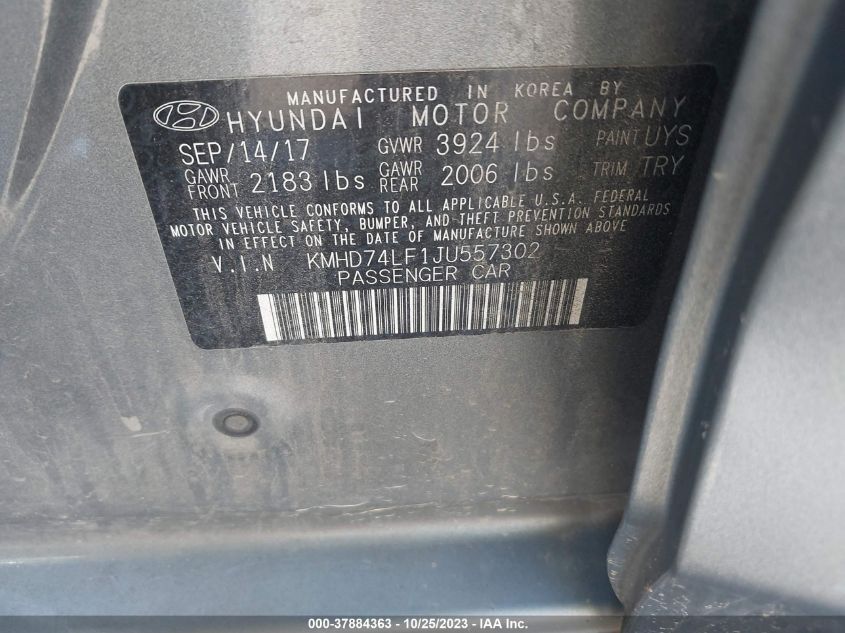 MANUFACTURED IN KOREA BY
HYUNDAI MOTOR COMPANY
SEP/14/17 GVWR 3924 lbs PAINT UYS
GAWR FRONT 2183 lbs GAWR REAR 2006 lbs TRIM TRY
THIS VEHICLE CONFORMS TO ALL APPLICABLE U.S.A. FEDERAL
MOTOR VEHICLE SAFETY, BUMPER, AND THEFT PREVENTION STANDARDS
IN EFFECT ON THE DATE OF MANUFACTURE SHOWN ABOVE
V.I.N KMHD74LF1JU557302
PASSENGER CAR
000-37884363 - 10/25/2023 - IAA Inc.